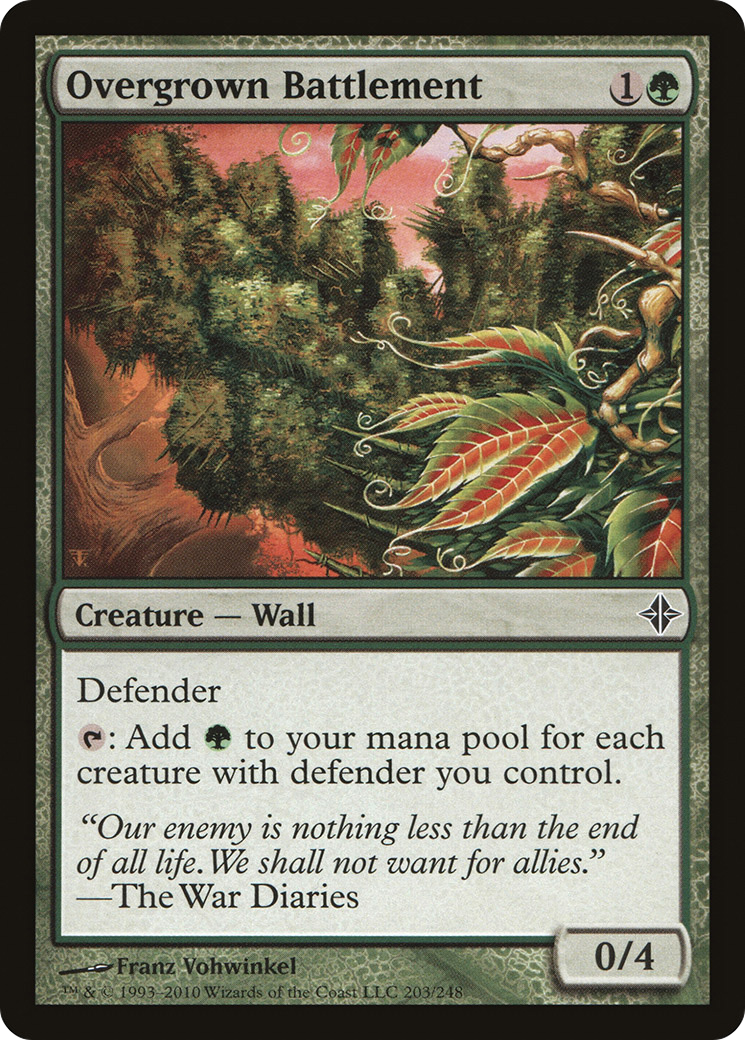 Overgrown Battlement 1
Creature — Wall
Defender
: Add to your mana pool for each
creature with defender you control.
“Our enemy is nothing less than the end
of all life. We shall not want for allies.”
—The War Diaries
0/4
Franz Vohwinkel
™ & © 1993–2010 Wizards of the Coast LLC 203/248